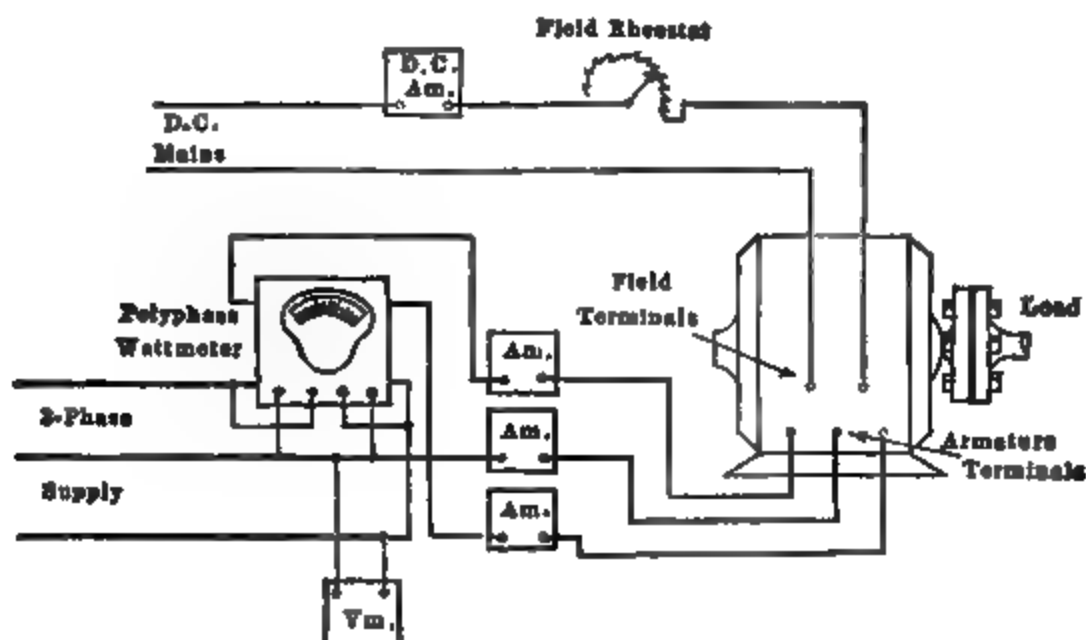 Field Rheostat
D.C.
Am.
D.C.
Mains
Field
Terminals
Load
Polyphase
Wattmeter
Am.
3-Phase
Am.
Armature
Terminals
Supply
Am.
Vm.